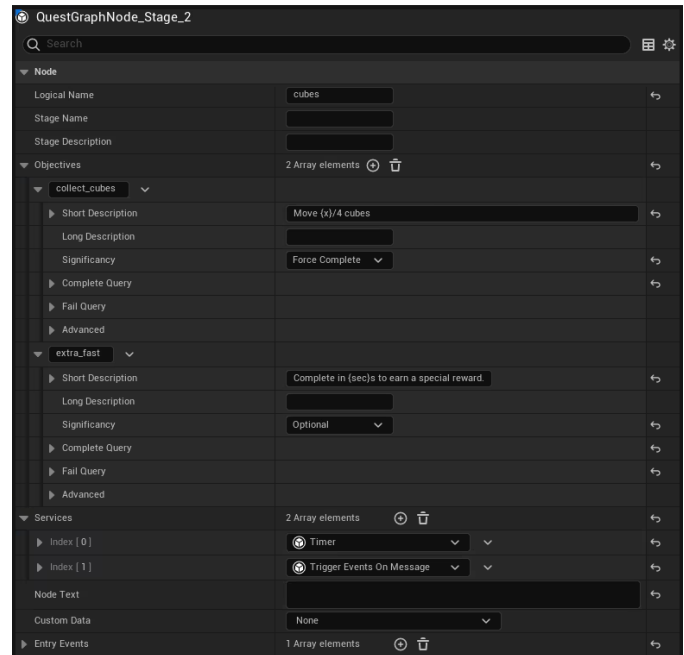 QuestGraphNode_Stage_2
Search
Node
Logical Name cubes
Stage Name
Stage Description
Objectives 2 Array elements
collect_cubes
Short Description Move {x}/4 cubes
Long Description
Significancy Force Complete
Complete Query
Fail Query
Advanced
extra_fast
Short Description Complete in {sec}s to earn a special reward.
Long Description
Significancy Optional
Complete Query
Fail Query
Advanced
Services 2 Array elements
Index [ 0 ] Timer
Index [ 1 ] Trigger Events On Message
Node Text
Custom Data None
Entry Events 1 Array elements